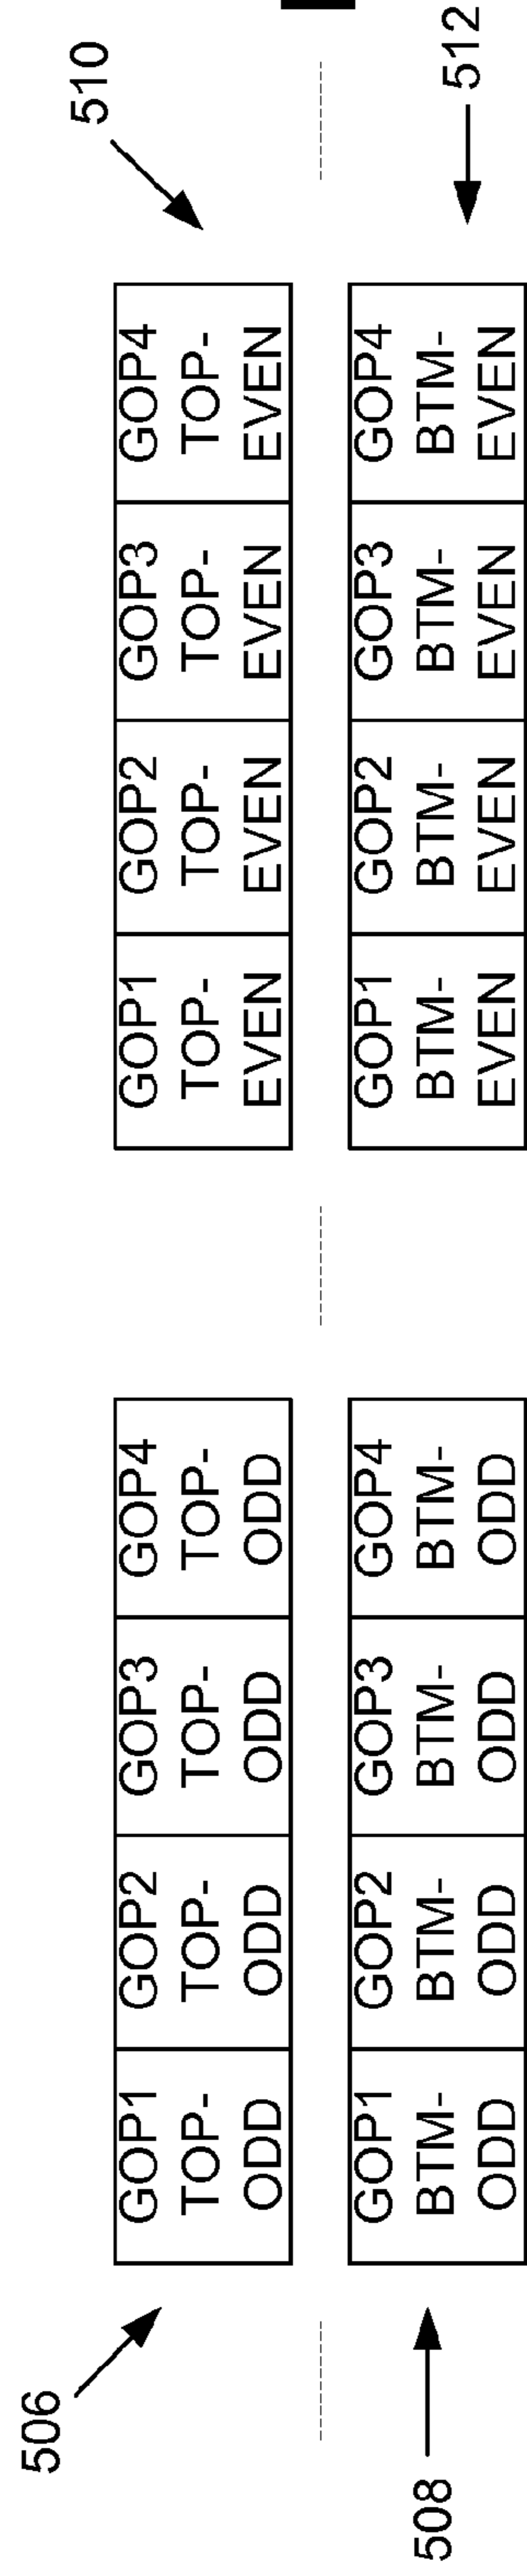 506
GOP1
TOP-
ODD
GOP2
TOP-
ODD
GOP3
TOP-
ODD
GOP4
TOP-
ODD
GOP1
TOP-
EVEN
GOP2
TOP-
EVEN
GOP3
TOP-
EVEN
GOP4
TOP-
EVEN
510
508
GOP1
BTM-
ODD
GOP2
BTM-
ODD
GOP3
BTM-
ODD
GOP4
BTM-
ODD
GOP1
BTM-
EVEN
GOP2
BTM-
EVEN
GOP3
BTM-
EVEN
GOP4
BTM-
EVEN
512